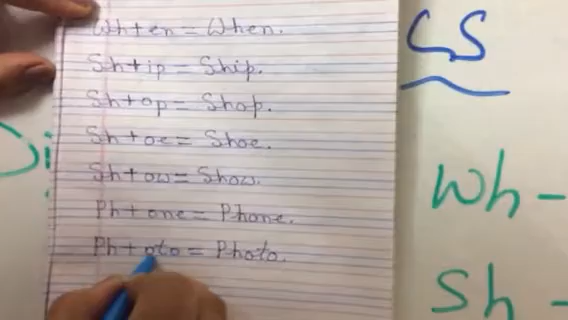 Wh+en = When.
Sh+ip = Ship.
Sh+op = Shop.
Sh+oe = Shoe.
Sh+ow = Show.
Ph+one = Phone.
Ph+oto = Photo.
Wh -
Sh -